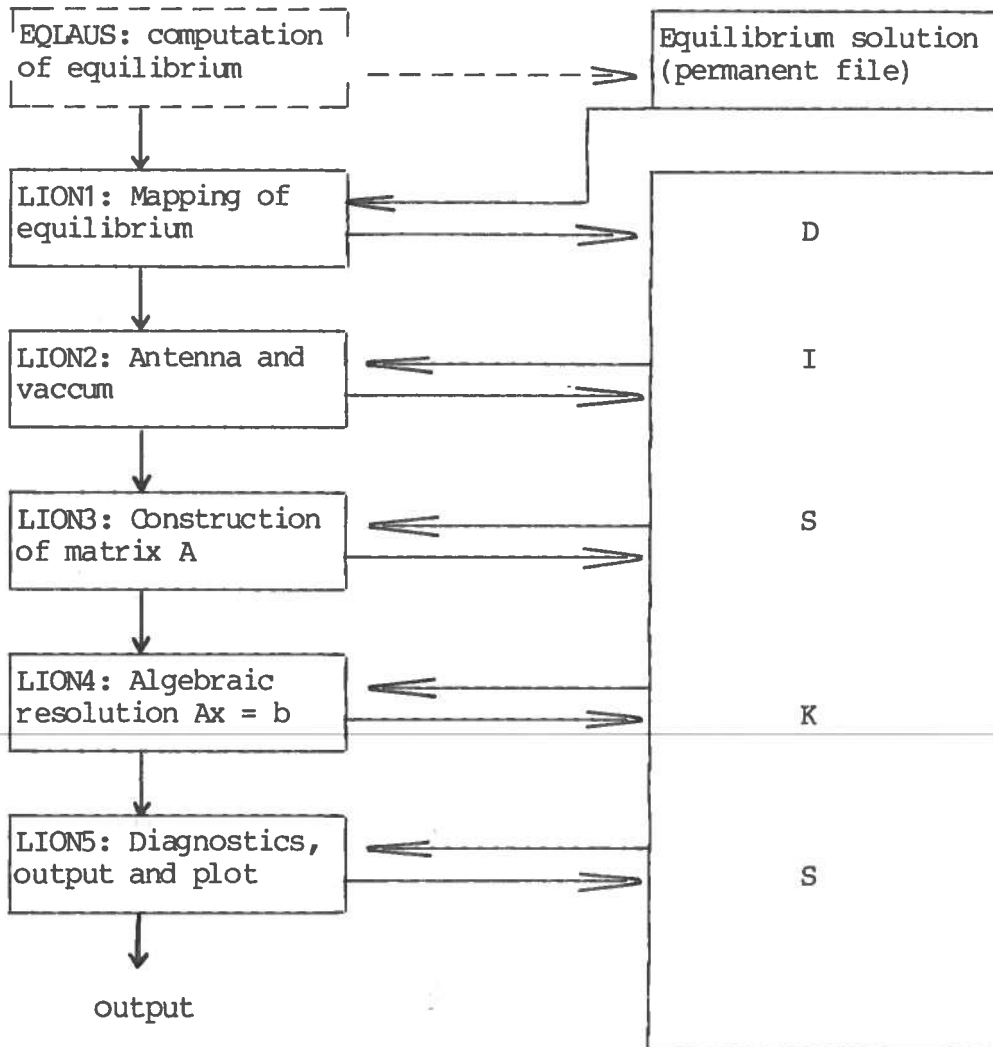 EQLAUS: computation
of equilibrium
Equilibrium solution
(permanent file)
LION1: Mapping of
equilibrium
D
LION2: Antenna and
vaccum
I
LION3: Construction
of matrix A
S
LION4: Algebraic
resolution Ax = b
K
LION5: Diagnostics,
output and plot
S
output